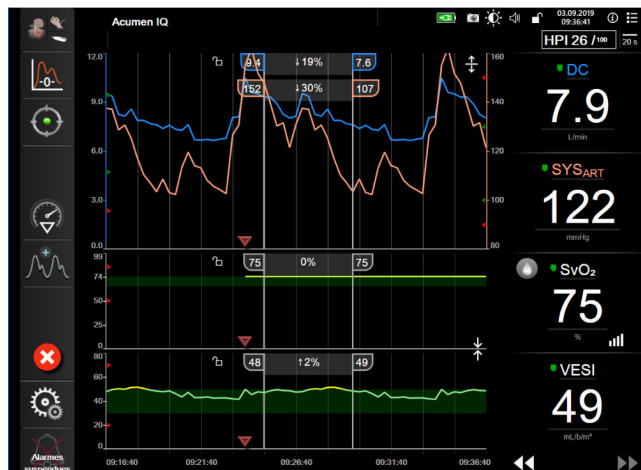 Acumen IQ
03.09.2019
09:36:41
HPI 26 /100
20 s
-0-
Alarmes
suspendues
12.0
9.0
6.0
3.0
0.0
160
140
120
100
80
9.4 ↓19% 7.6
152 ↓30% 107
99
74
50
25
0
75 0% 75
80
60
40
20
0
48 ↑2% 49
09:16:40 09:21:40 09:26:40 09:31:40 09:36:40
DC
7.9
L/min
SYSART
122
mmHg
SvO₂
75
%
VESI
49
mL/b/m²